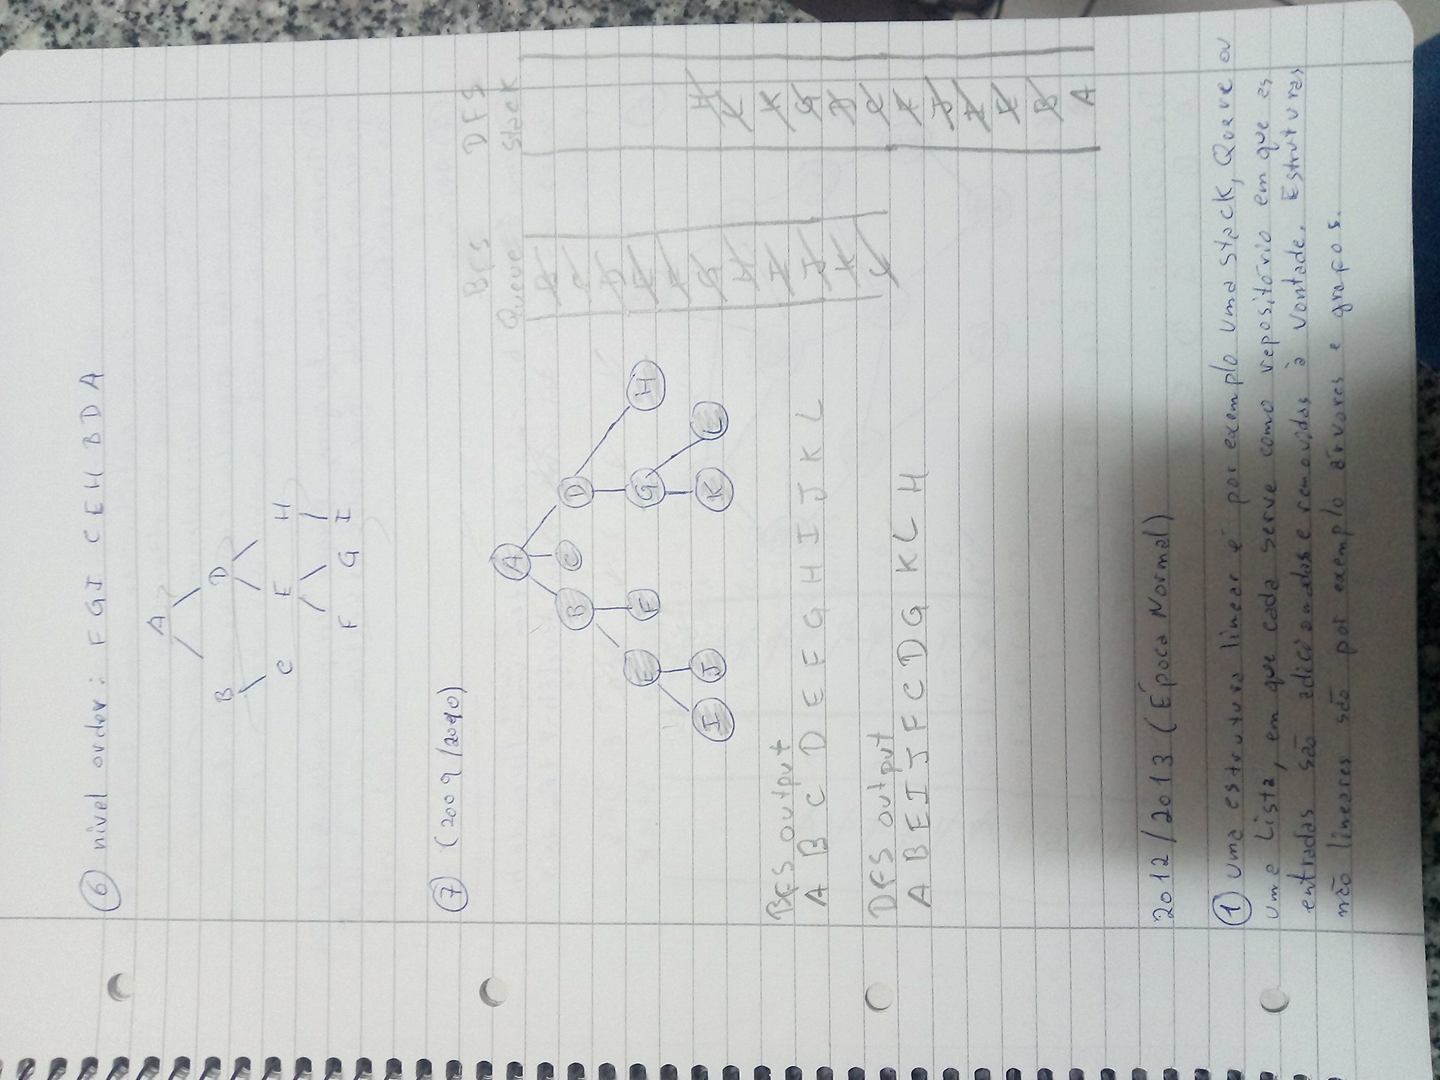 6 nivel order: F G I C E H B D A
A
B D
C E H
F G I
7 (2009/2010)
A
B C D
E F G H
I J K L
BFS
Queue
B
C
D
E
F
G
H
I
J
K
L
DFS
Stack
H
L
K
G
D
C
F
J
I
E
B
A
BFS output
A B C D E F G H I J K L
DFS output
A B E I J F C D G K L H
2012/2013 (Época Normal)
1 Uma estrutura linear é por exemplo uma stack, Queue ou
uma Lista, em que cada serve como repositório em que as
entradas são adicionadas e removidas à vontade. Estruturas
não lineares são por exemplo árvores e grafos.